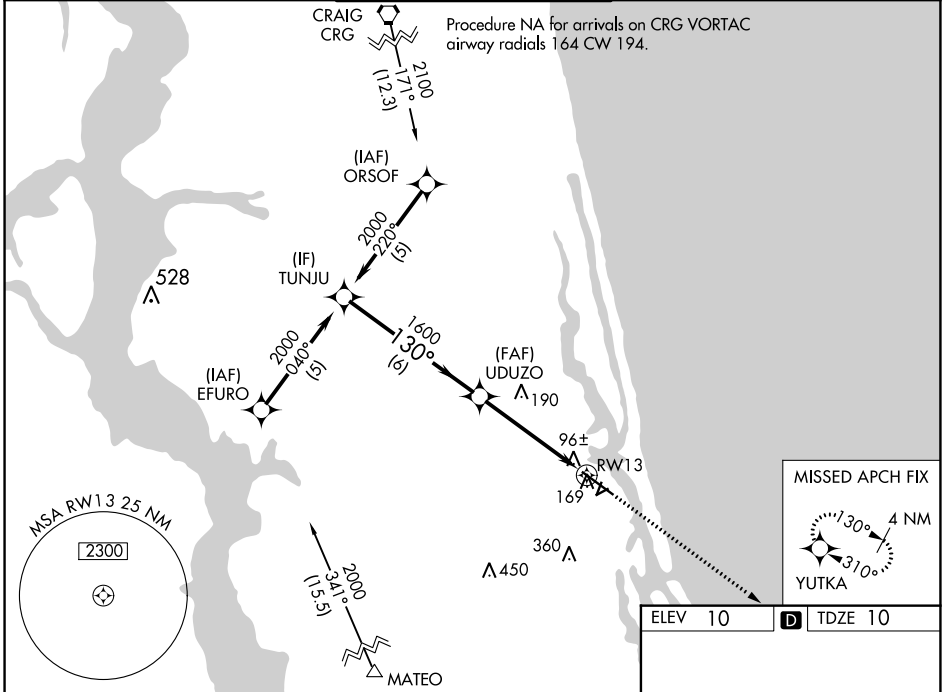 CRAIG
CRG
Procedure NA for arrivals on CRG VORTAC
airway radials 164 CW 194.
2100
171°
(12.3)
(IAF)
ORSOF
2000
220°
(5)
(IF)
TUNJU
528
1600
130°
(6)
2000
040°
(5)
(IAF)
EFURO
(FAF)
UDUZO
190
96±
RW13
169
MISSED APCH FIX
130°
4 NM
310°
YUTKA
MSA RW13 25 NM
2300
360
450
2000
341°
(15.5)
MATEO
ELEV 10
D
TDZE 10